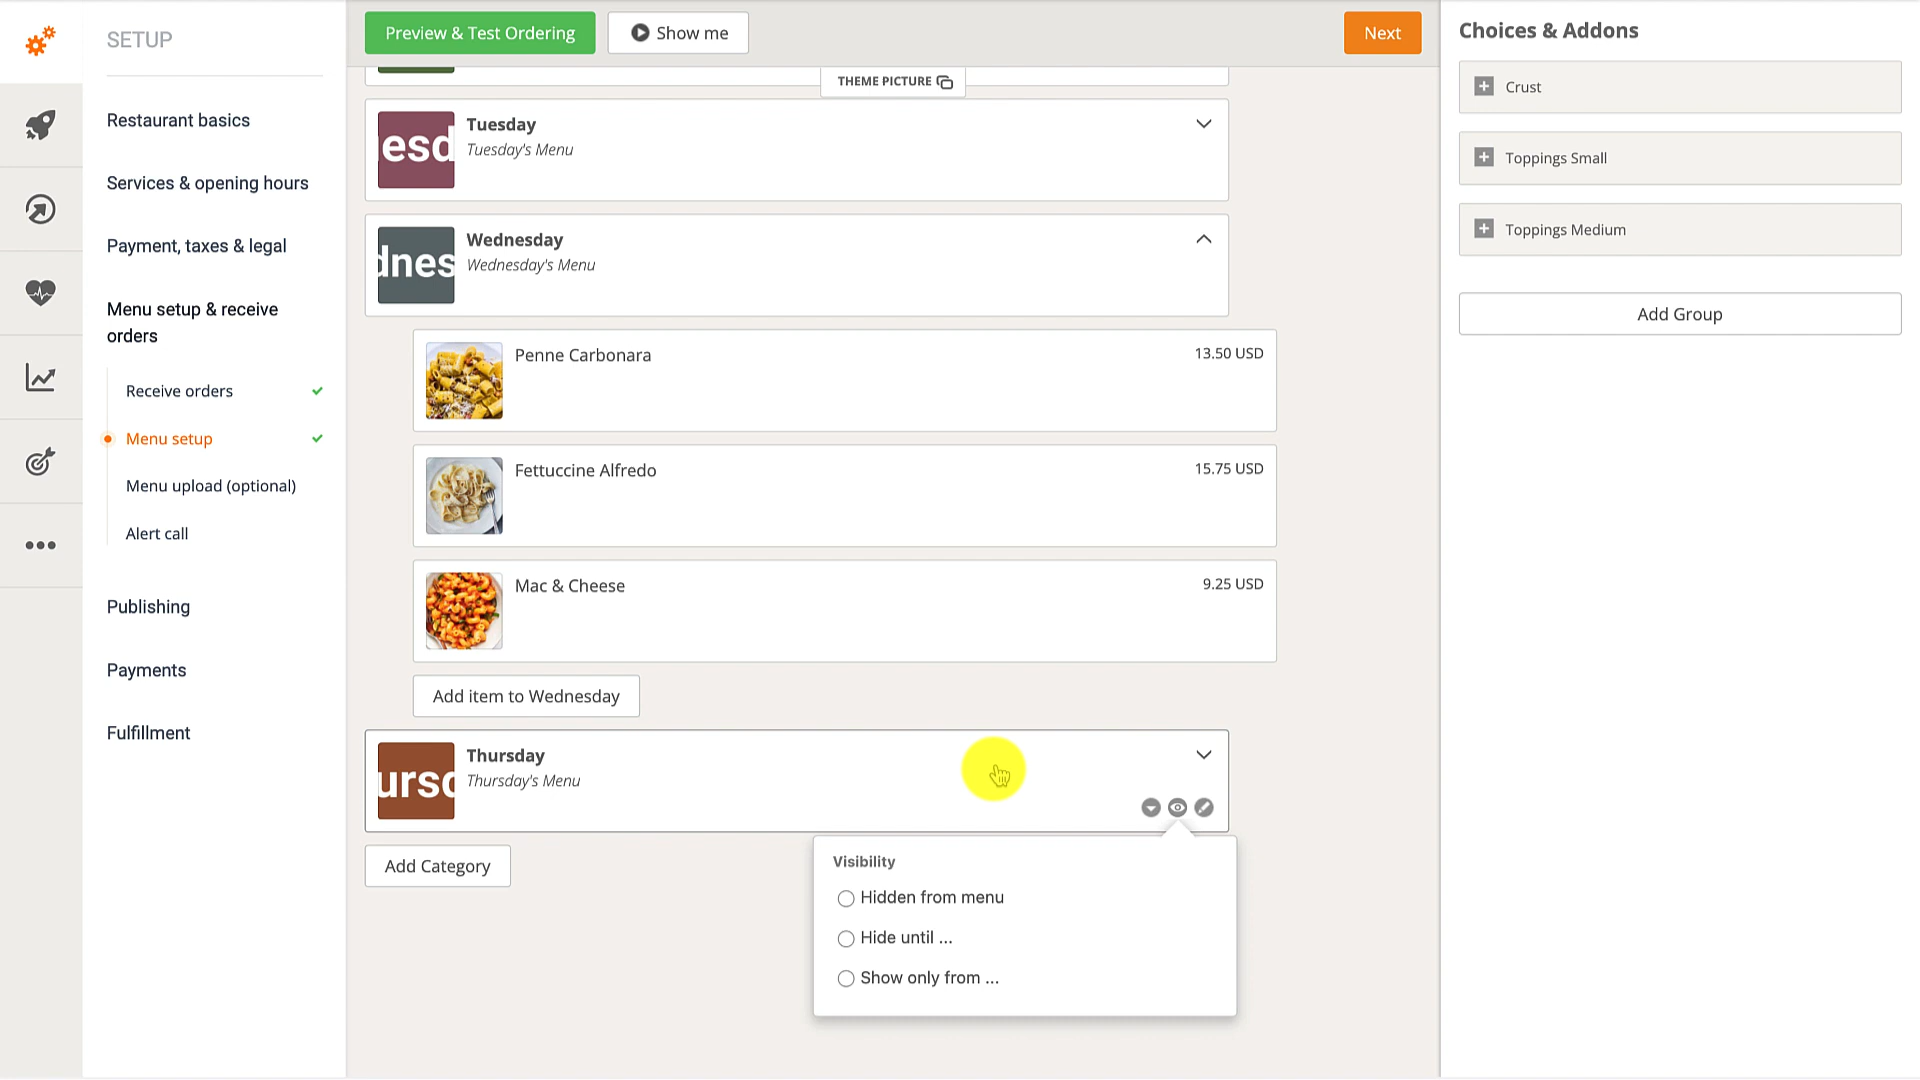 SETUP
Restaurant basics
Services & opening hours
Payment, taxes & legal
Menu setup & receive
orders
Receive orders
Menu setup
Menu upload (optional)
Alert call
Publishing
Payments
Fulfillment
Preview & Test Ordering
Show me
Next
THEME PICTURE
esd
Tuesday
Tuesday's Menu
dnes
Wednesday
Wednesday's Menu
Penne Carbonara
13.50 USD
Fettuccine Alfredo
15.75 USD
Mac & Cheese
9.25 USD
Add item to Wednesday
ursd
Thursday
Thursday's Menu
Add Category
Visibility
Hidden from menu
Hide until ...
Show only from ...
Choices & Addons
Crust
Toppings Small
Toppings Medium
Add Group